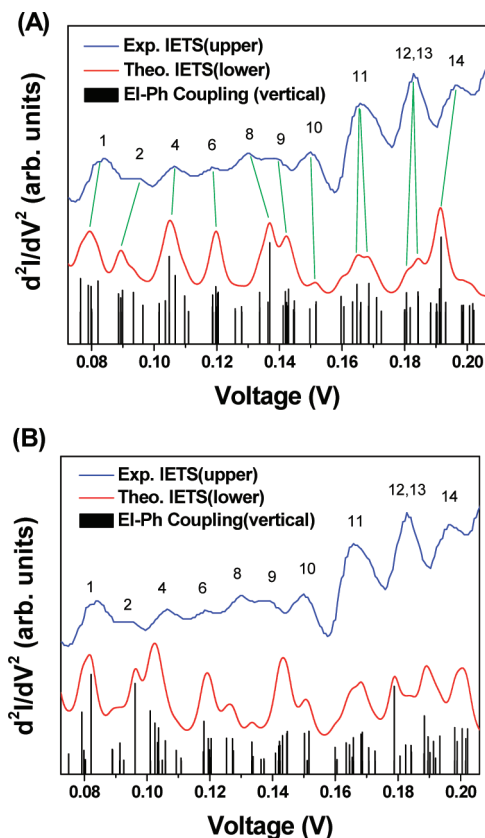 (A)
Exp. IETS(upper)
Theo. IETS(lower)
El-Ph Coupling (vertical)
1
2
4
6
8
9
10
11
12,13
14
d²I/dV² (arb. units)
0.08 0.10 0.12 0.14 0.16 0.18 0.20
Voltage (V)
(B)
Exp. IETS(upper)
Theo. IETS(lower)
El-Ph Coupling(vertical)
1
2
4
6
8
9
10
11
12,13
14
d²I/dV² (arb. units)
0.08 0.10 0.12 0.14 0.16 0.18 0.20
Voltage (V)